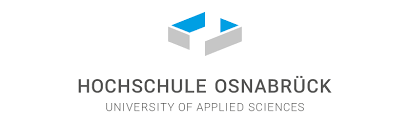 HOCHSCHULE OSNABRÜCK
UNIVERSITY OF APPLIED SCIENCES